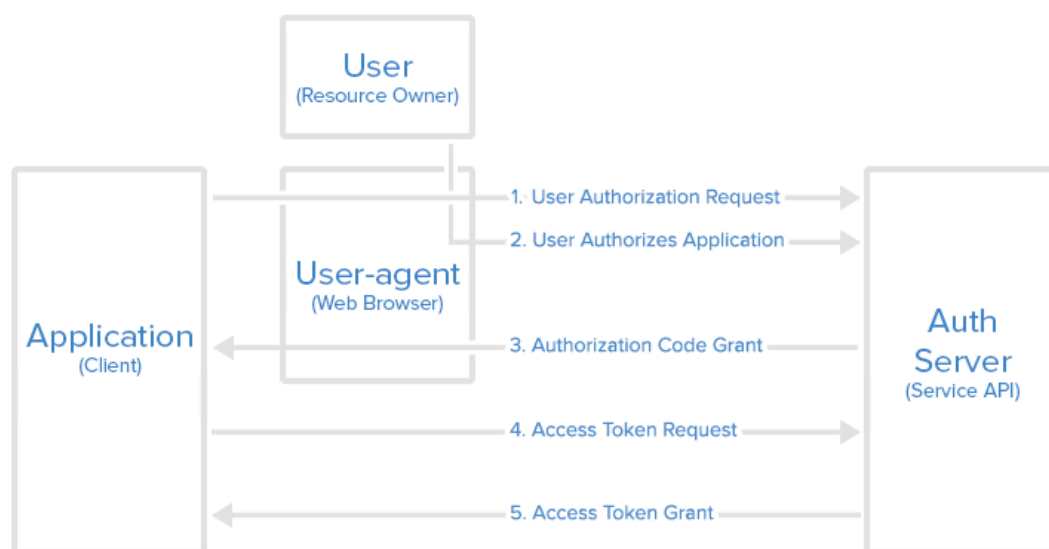 User
(Resource Owner)
1. User Authorization Request
2. User Authorizes Application
User-agent
(Web Browser)
Application
(Client)
3. Authorization Code Grant
Auth
Server
(Service API)
4. Access Token Request
5. Access Token Grant